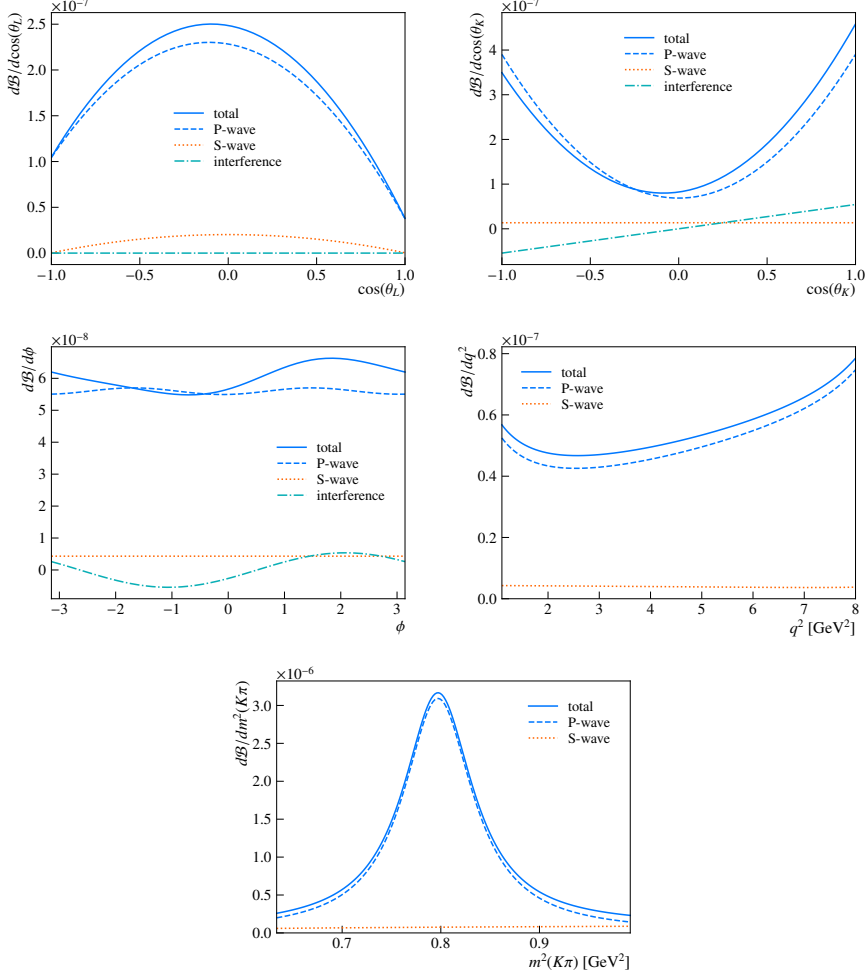 ×10⁻⁷
dℬ/dcos(θ_L)
2.5
2.0
1.5
1.0
0.5
0.0
total
P-wave
S-wave
interference
−1.0 −0.5 0.0 0.5 1.0
cos(θ_L)
×10⁻⁷
dℬ/dcos(θ_K)
4
3
2
1
0
total
P-wave
S-wave
interference
−1.0 −0.5 0.0 0.5 1.0
cos(θ_K)
×10⁻⁸
dℬ/dϕ
8
6
4
2
0
total
P-wave
S-wave
interference
−3 −2 −1 0 1 2 3
ϕ
×10⁻⁷
dℬ/dq²
0.8
0.6
0.4
0.2
0.0
total
P-wave
S-wave
2 3 4 5 6 7 8
q² [GeV²]
×10⁻⁶
dℬ/dm²(Kπ)
3.0
2.5
2.0
1.5
1.0
0.5
0.0
total
P-wave
S-wave
0.7 0.8 0.9
m²(Kπ) [GeV²]